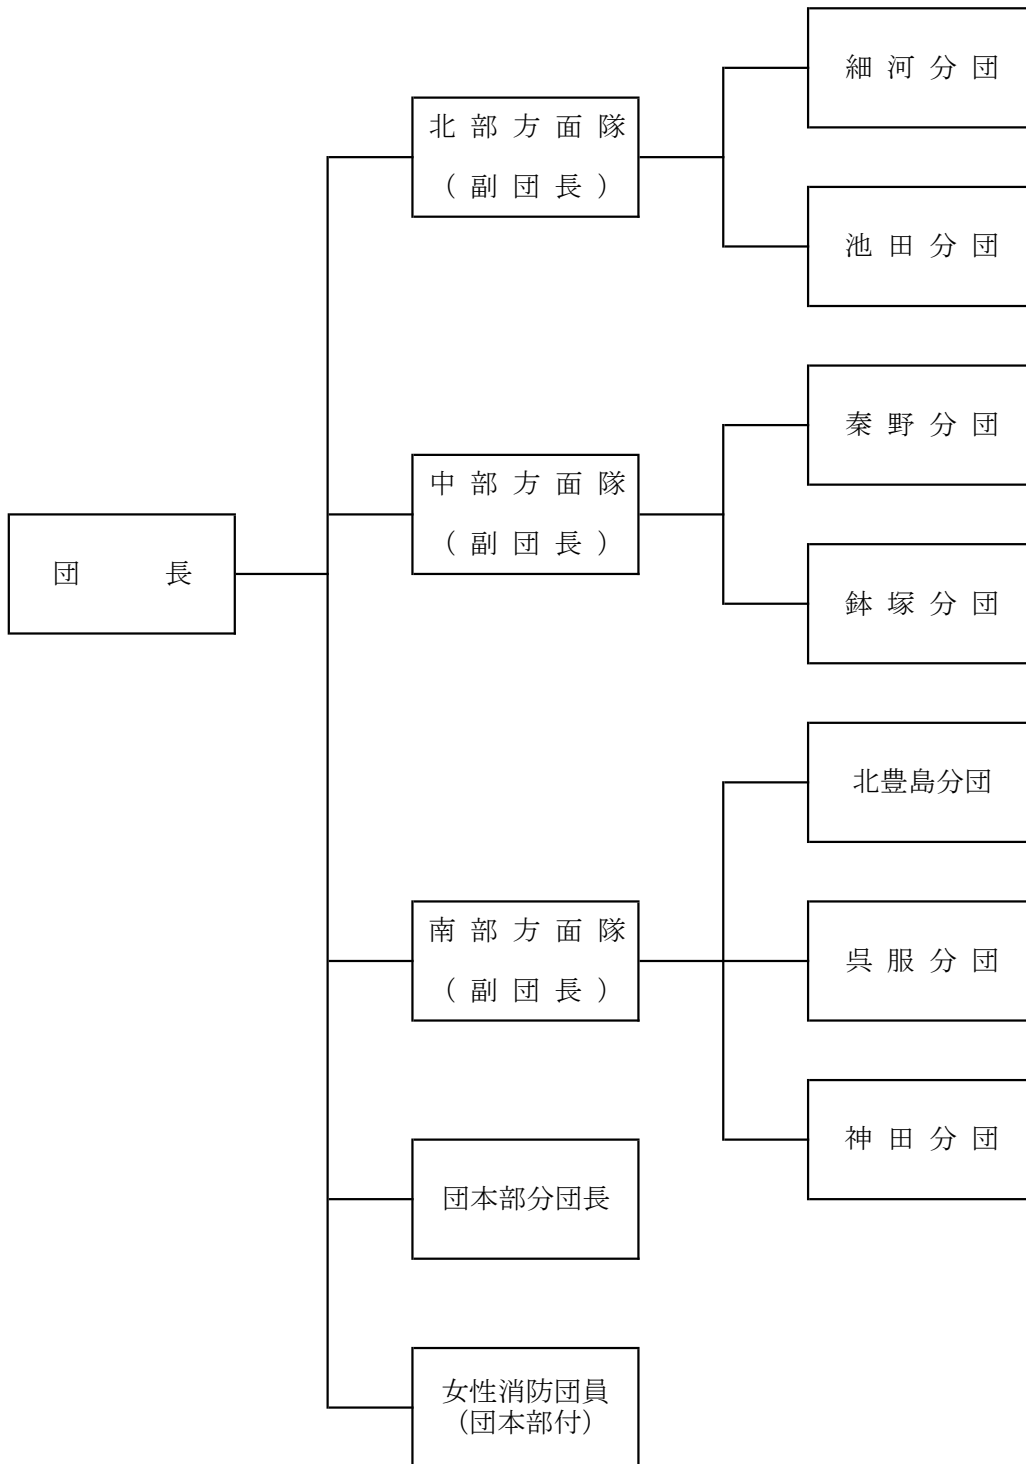 団長
北部方面隊
（副団長）
細河分団
池田分団
中部方面隊
（副団長）
秦野分団
鉢塚分団
南部方面隊
（副団長）
北豊島分団
呉服分団
神田分団
団本部分団長
女性消防団員
（団本部付）